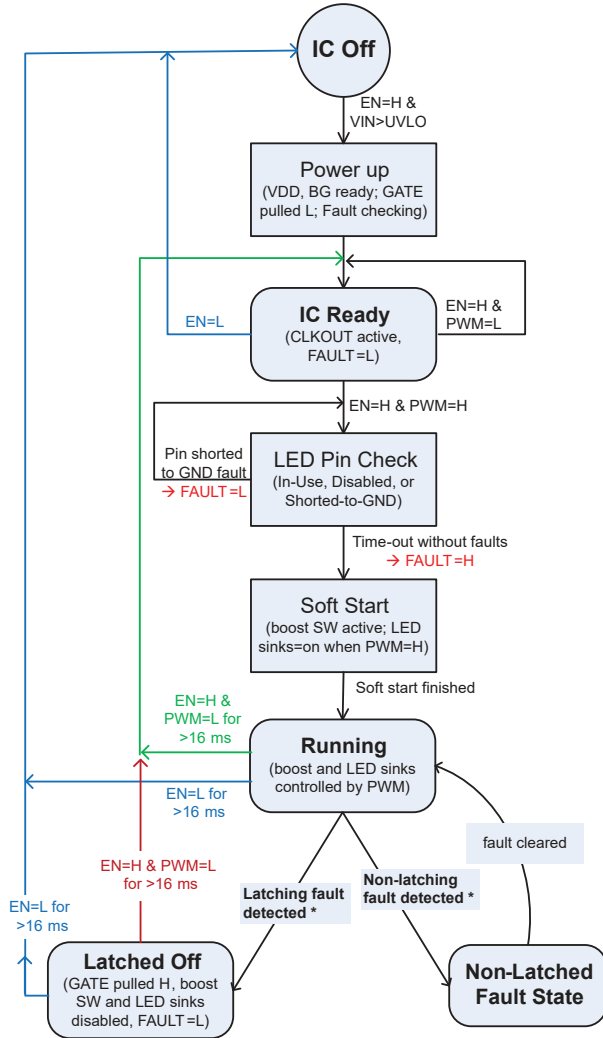 IC Off
EN=H &
VIN>UVLO
Power up
(VDD, BG ready; GATE
pulled L; Fault checking)
IC Ready
(CLKOUT active,
FAULT=L)
EN=L
EN=H &
PWM=L
EN=H & PWM=H
Pin shorted
to GND fault
→ FAULT=L
LED Pin Check
(In-Use, Disabled, or
Shorted-to-GND)
Time-out without faults
→ FAULT=H
Soft Start
(boost SW active; LED
sinks=on when PWM=H)
Soft start finished
EN=H &
PWM=L for
>16 ms
Running
(boost and LED sinks
controlled by PWM)
EN=L for
>16 ms
fault cleared
EN=H & PWM=L
for >16 ms
Latching fault
detected *
Non-latching
fault detected *
EN=L for
>16 ms
Latched Off
(GATE pulled H, boost
SW and LED sinks
disabled, FAULT=L)
Non-Latched
Fault State